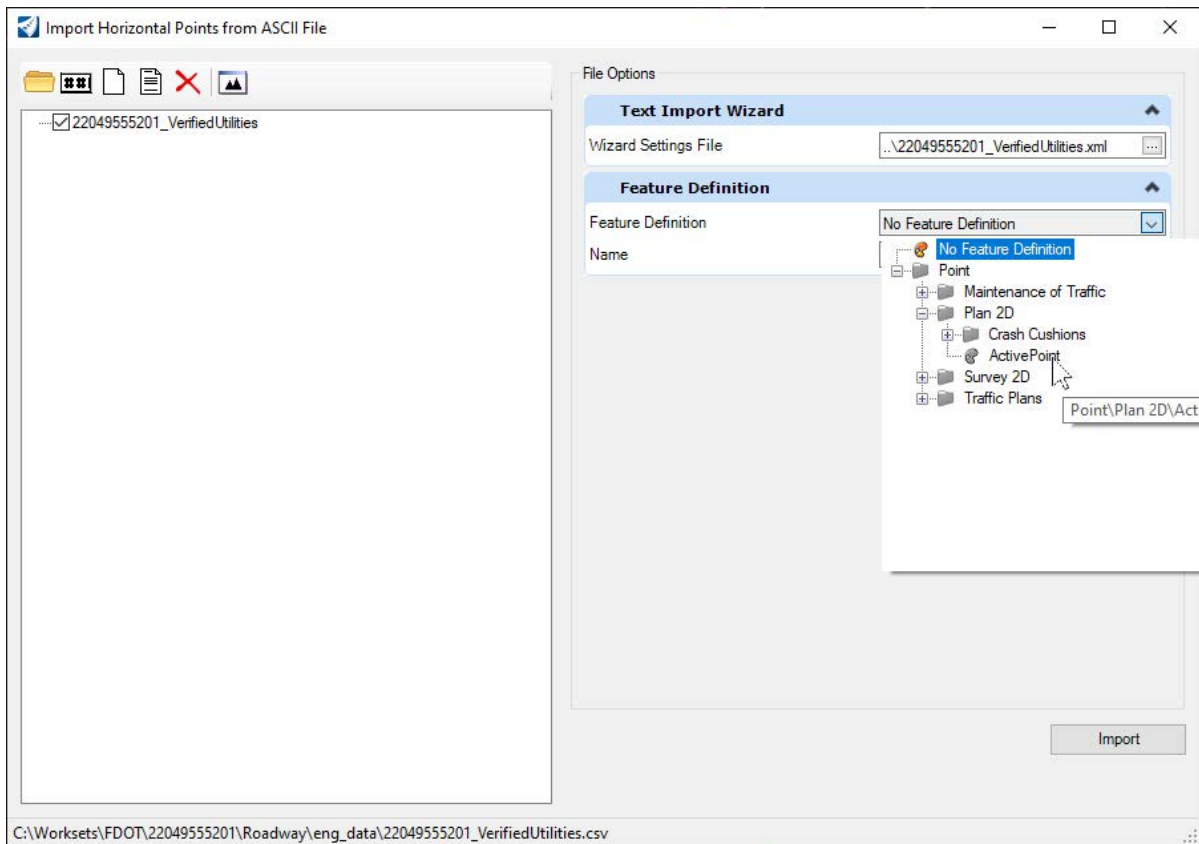 Import Horizontal Points from ASCII File
##
File Options
22049555201_VerifiedUtilities
Text Import Wizard
Wizard Settings File
..\22049555201_VerifiedUtilities.xml
...
Feature Definition
Feature Definition
No Feature Definition
Name
No Feature Definition
Point
Maintenance of Traffic
Plan 2D
Crash Cushions
ActivePoint
Survey 2D
Traffic Plans
Point\Plan 2D\Act
Import
C:\Worksets\FDOT\22049555201\Roadway\eng_data\22049555201_VerifiedUtilities.csv